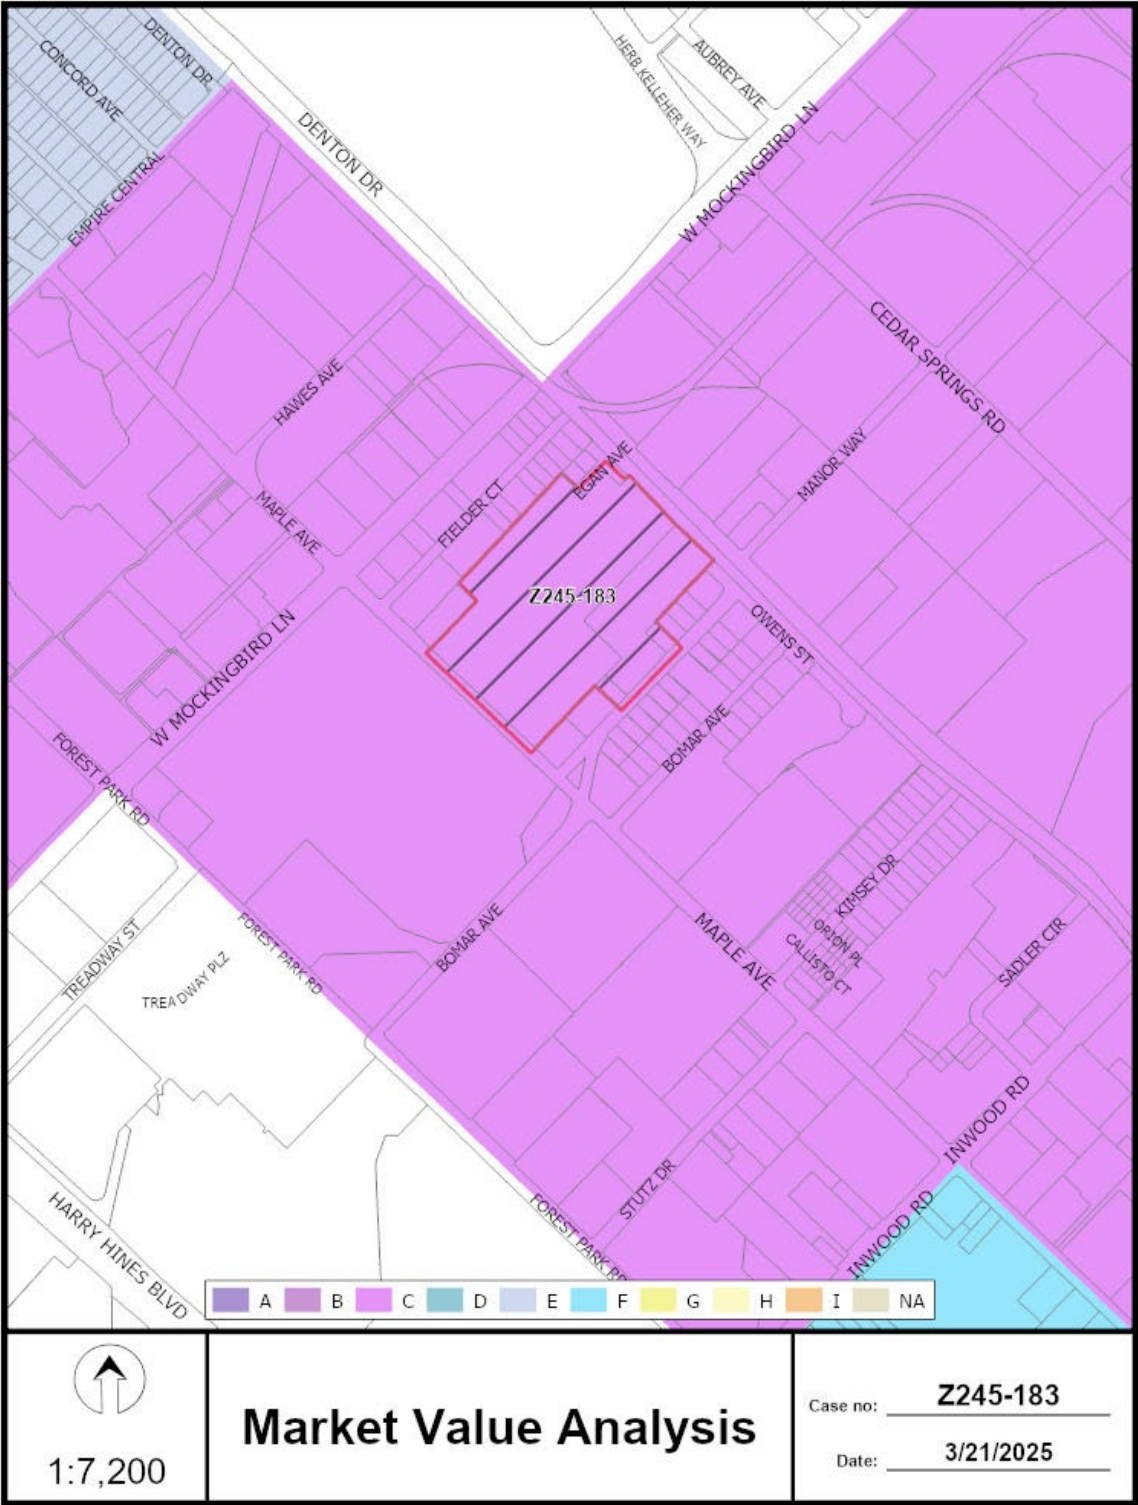 DENTON DR
CONCORD AVE
HERB KELLEHER WAY
AUBREY AVE
DENTON DR
W MOCKINGBIRD LN
EMPIRE CENTRAL
CEDAR SPRINGS RD
HAWES AVE
MANOR WAY
EGAN AVE
FIELDER CT
MAPLE AVE
Z245-183
OWENS ST
W MOCKINGBIRD LN
BOMAR AVE
FOREST PARK RD
KIMSEY DR
ORION PL
CALLISTO CT
MAPLE AVE
SADLER CIR
BOMAR AVE
FOREST PARK RD
TREADWAY ST
TREADWAY PLZ
INWOOD RD
STUTZ DR
INWOOD RD
FOREST PARK RD
HARRY HINES BLVD
A B C D E F G H I NA
1:7,200
Market Value Analysis
Case no: Z245-183
Date: 3/21/2025